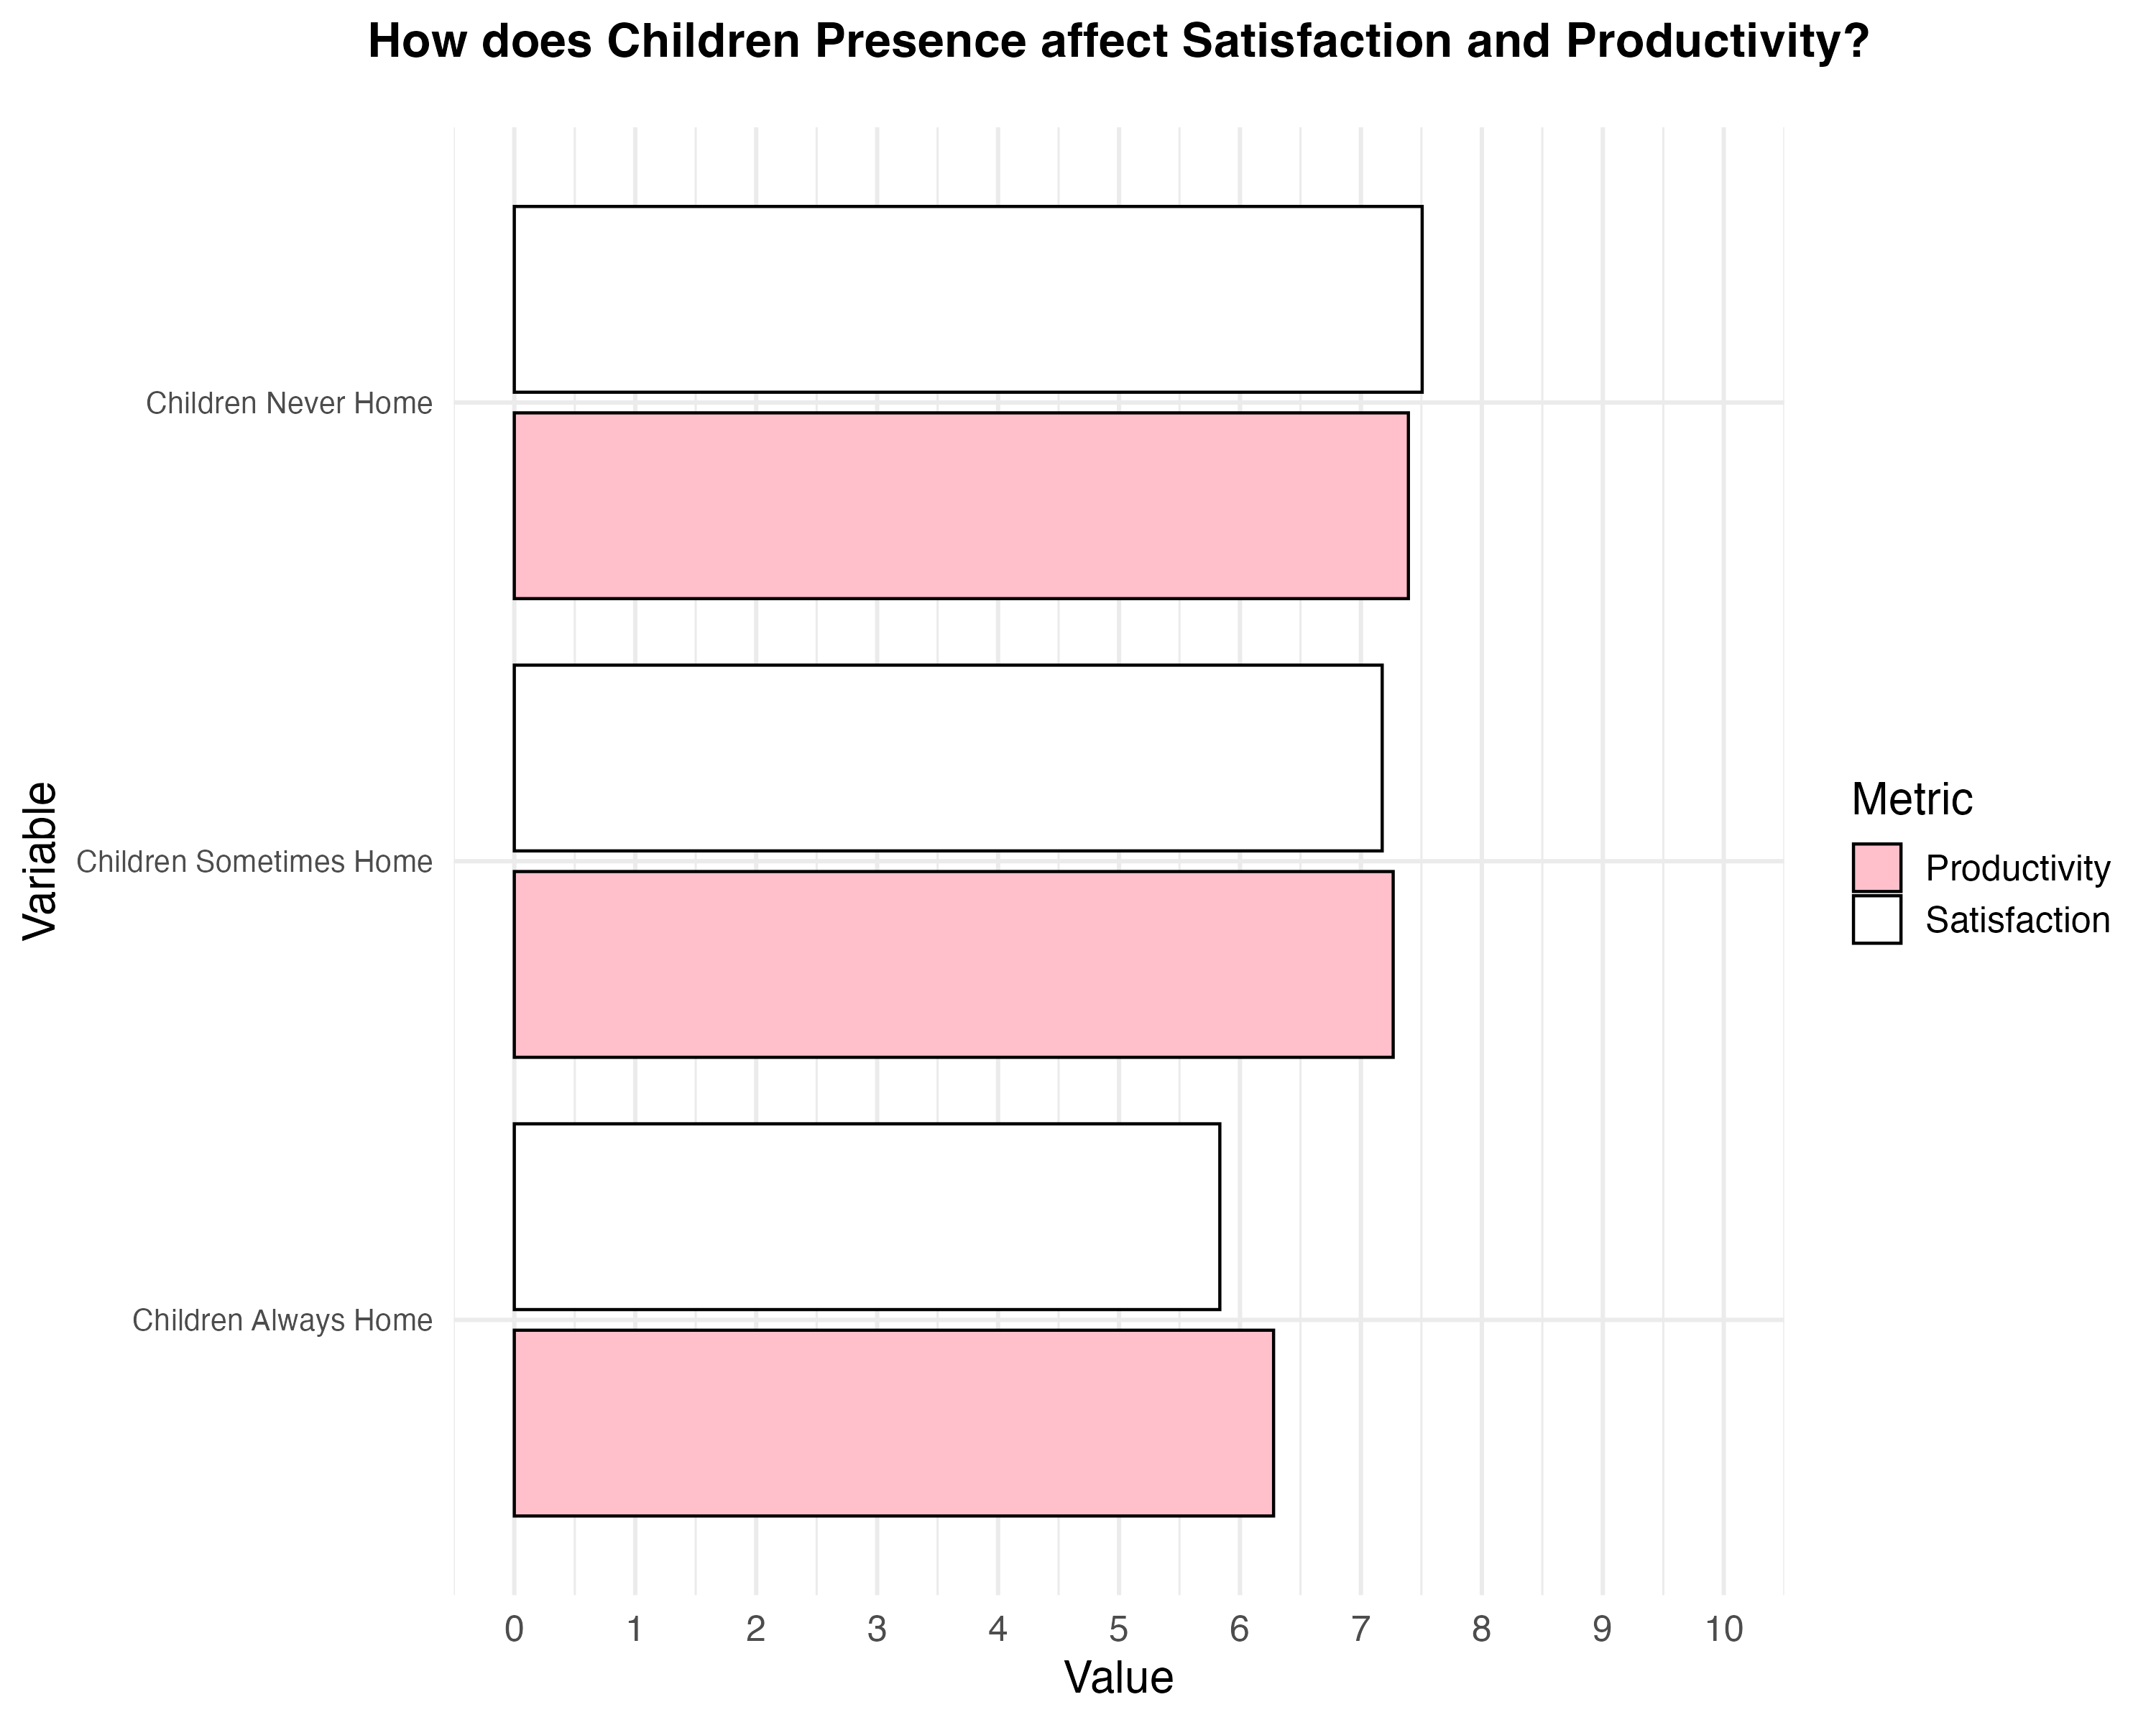 How does Children Presence affect Satisfaction and Productivity?
Variable
Children Never Home
Children Sometimes Home
Children Always Home
0 1 2 3 4 5 6 7 8 9 10
Value
Metric
Productivity
Satisfaction